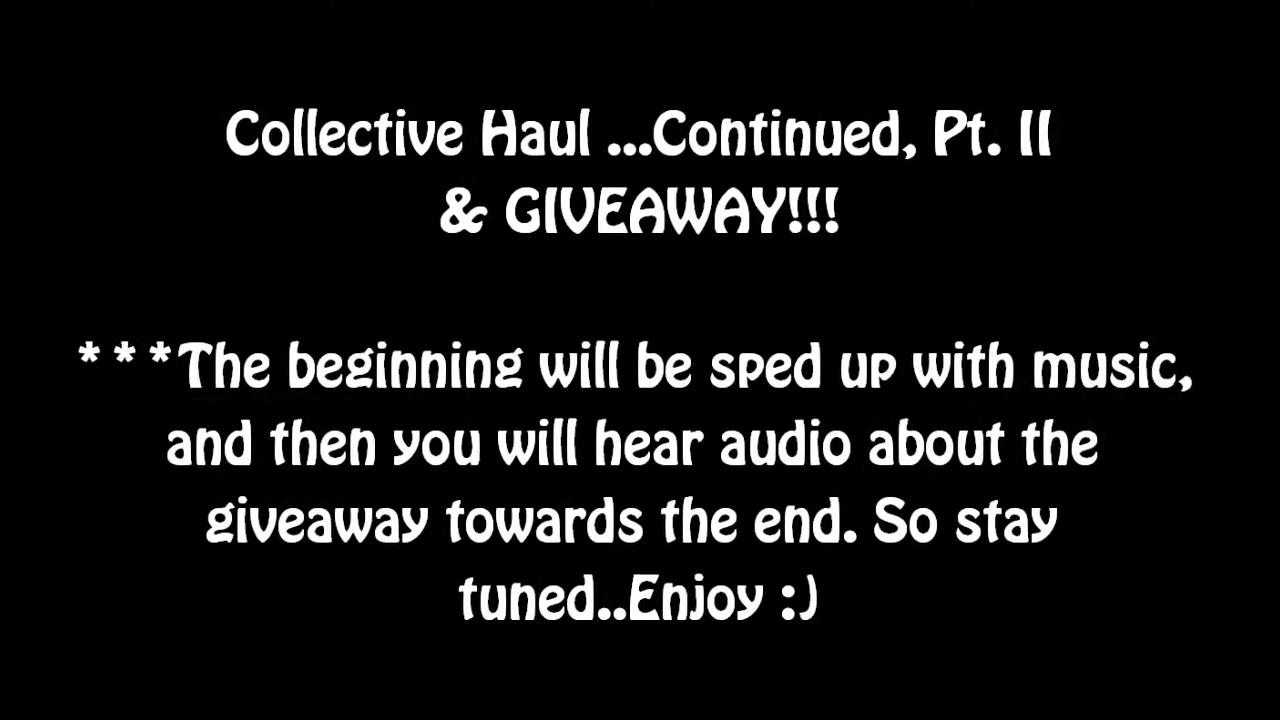 Collective Haul ...Continued, Pt. II
& GIVEAWAY!!!
***The beginning will be sped up with music,
and then you will hear audio about the
giveaway towards the end. So stay
tuned..Enjoy :)